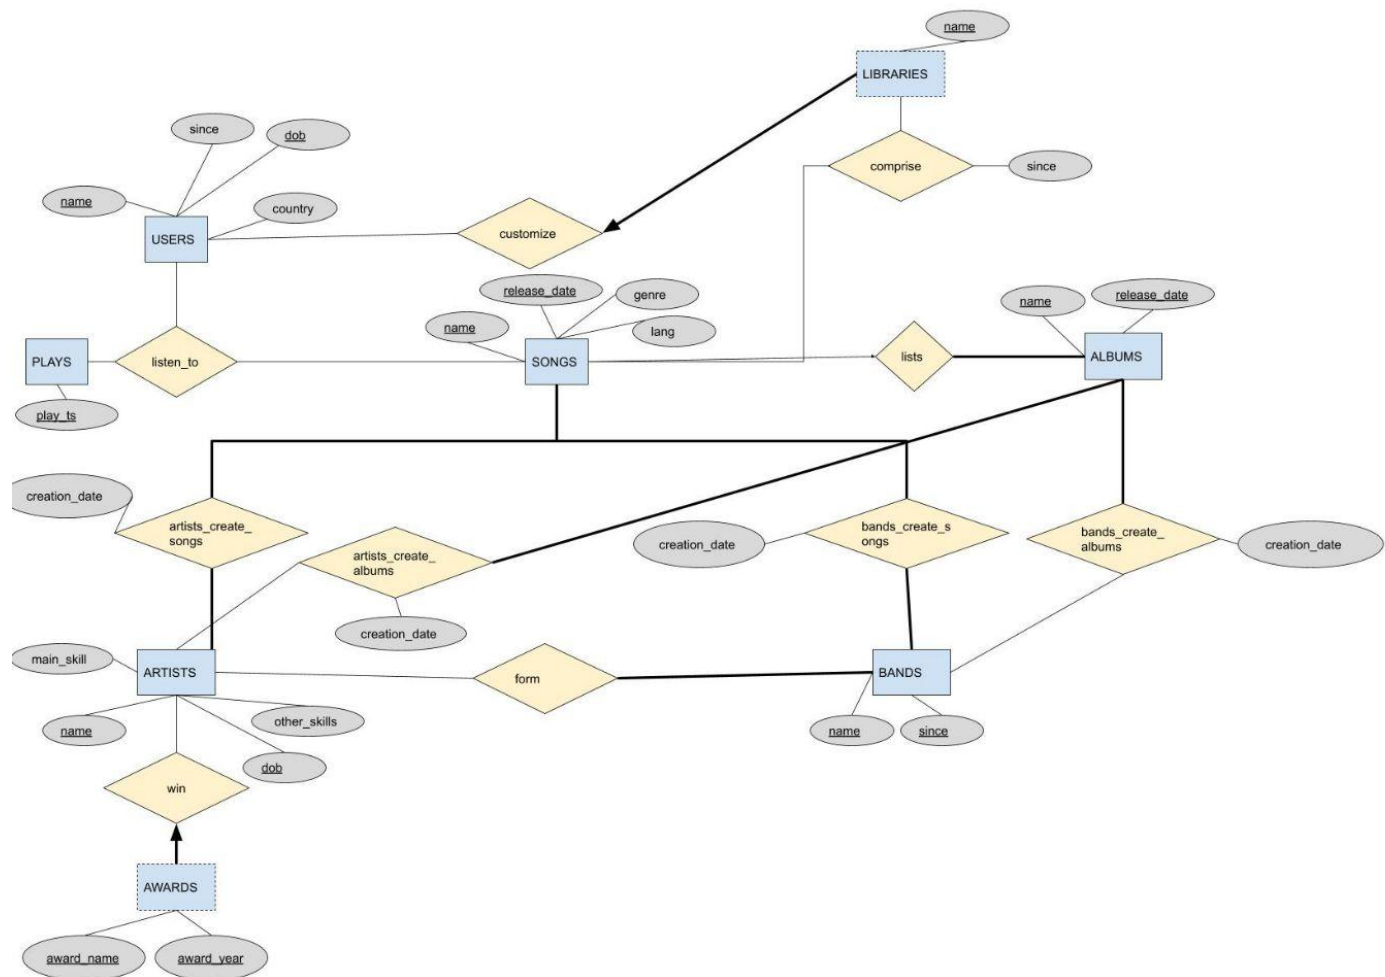 name
LIBRARIES
since
dob
comprise
since
name
country
USERS
customize
release_date
genre
name
release_date
name
lang
PLAYS
listen_to
SONGS
lists
ALBUMS
play_ts
creation_date
artists_create_
songs
artists_create_
albums
creation_date
creation_date
bands_create_s
ongs
bands_create_
albums
creation_date
main_skill
ARTISTS
form
BANDS
name
other_skills
dob
name
since
win
AWARDS
award_name
award_year